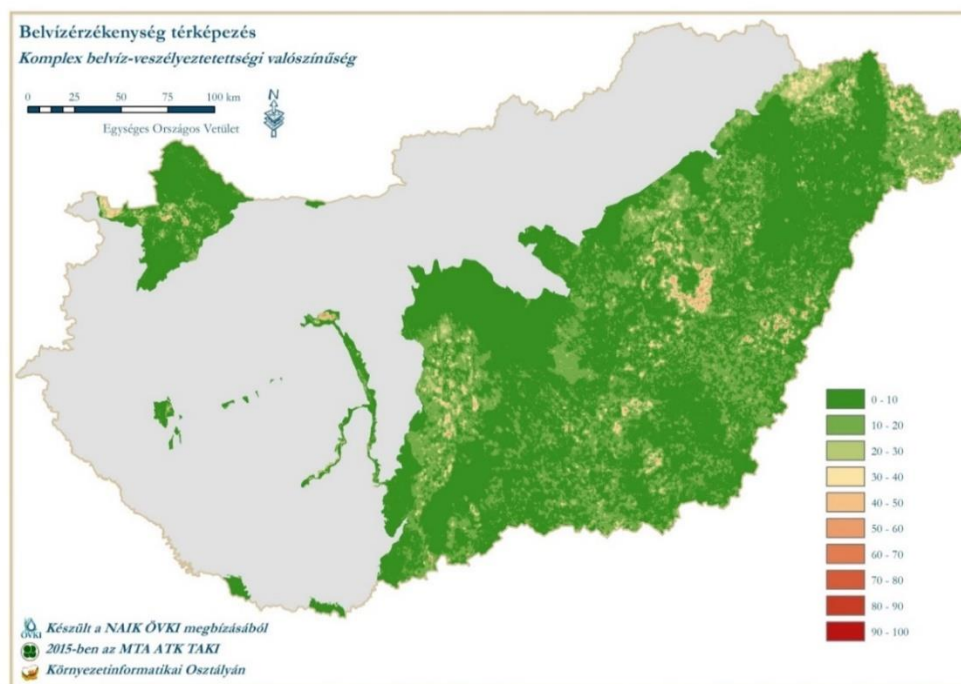 Belvízérzékenység térképezés
Komplex belvíz-veszélyeztetettségi valószínűség
0 25 50 75 100 km
N
Egységes Országos Vetület
0 - 10
10 - 20
20 - 30
30 - 40
40 - 50
50 - 60
60 - 70
70 - 80
80 - 90
90 - 100
ÖVKI
Készült a NAIK ÖVKI megbízásából
2015-ben az MTA ATK TAKI
Környezetinformatikai Osztályán